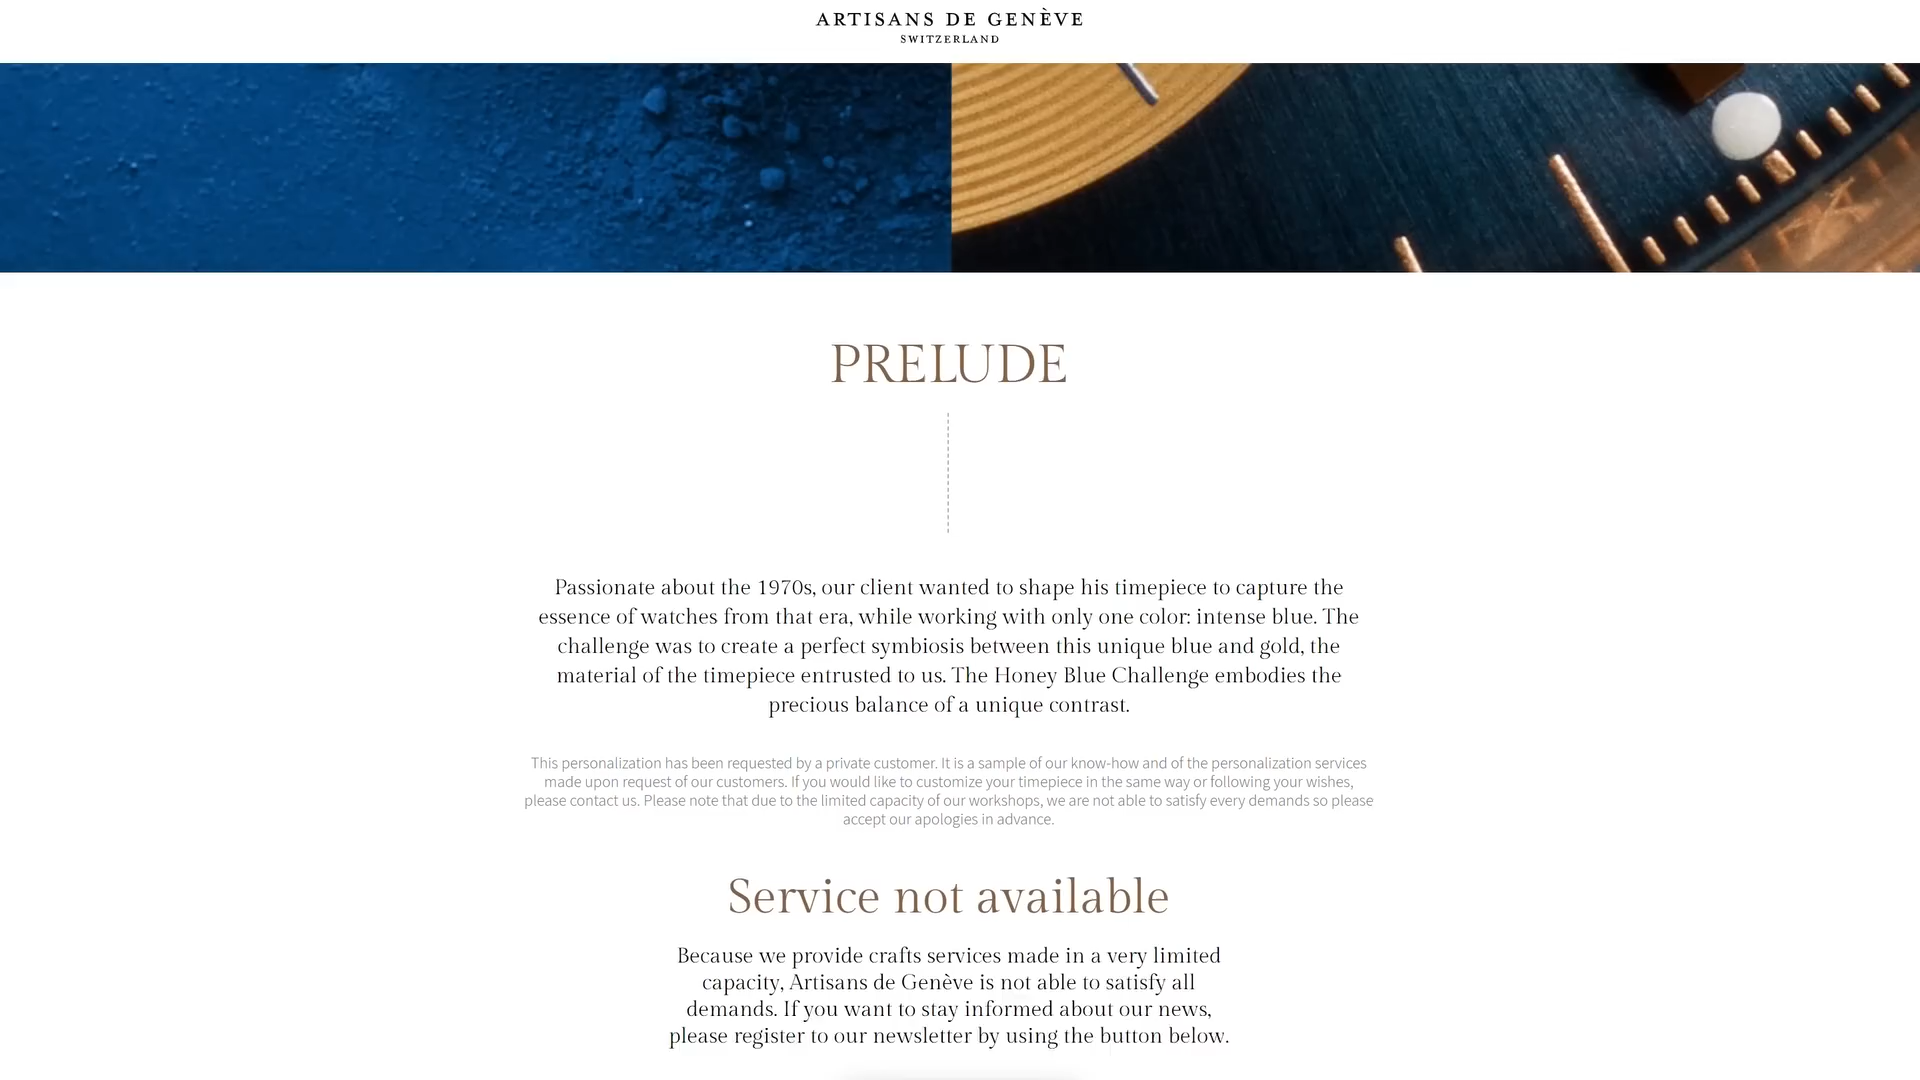 ARTISANS DE GENÈVE
SWITZERLAND
PRELUDE
Passionate about the 1970s, our client wanted to shape his timepiece to capture the
essence of watches from that era, while working with only one color: intense blue. The
challenge was to create a perfect symbiosis between this unique blue and gold, the
material of the timepiece entrusted to us. The Honey Blue Challenge embodies the
precious balance of a unique contrast.
This personalization has been requested by a private customer. It is a sample of our know-how and of the personalization services
made upon request of our customers. If you would like to customize your timepiece in the same way or following your wishes,
please contact us. Please note that due to the limited capacity of our workshops, we are not able to satisfy every demands so please
accept our apologies in advance.
Service not available
Because we provide crafts services made in a very limited
capacity, Artisans de Genève is not able to satisfy all
demands. If you want to stay informed about our news,
please register to our newsletter by using the button below.